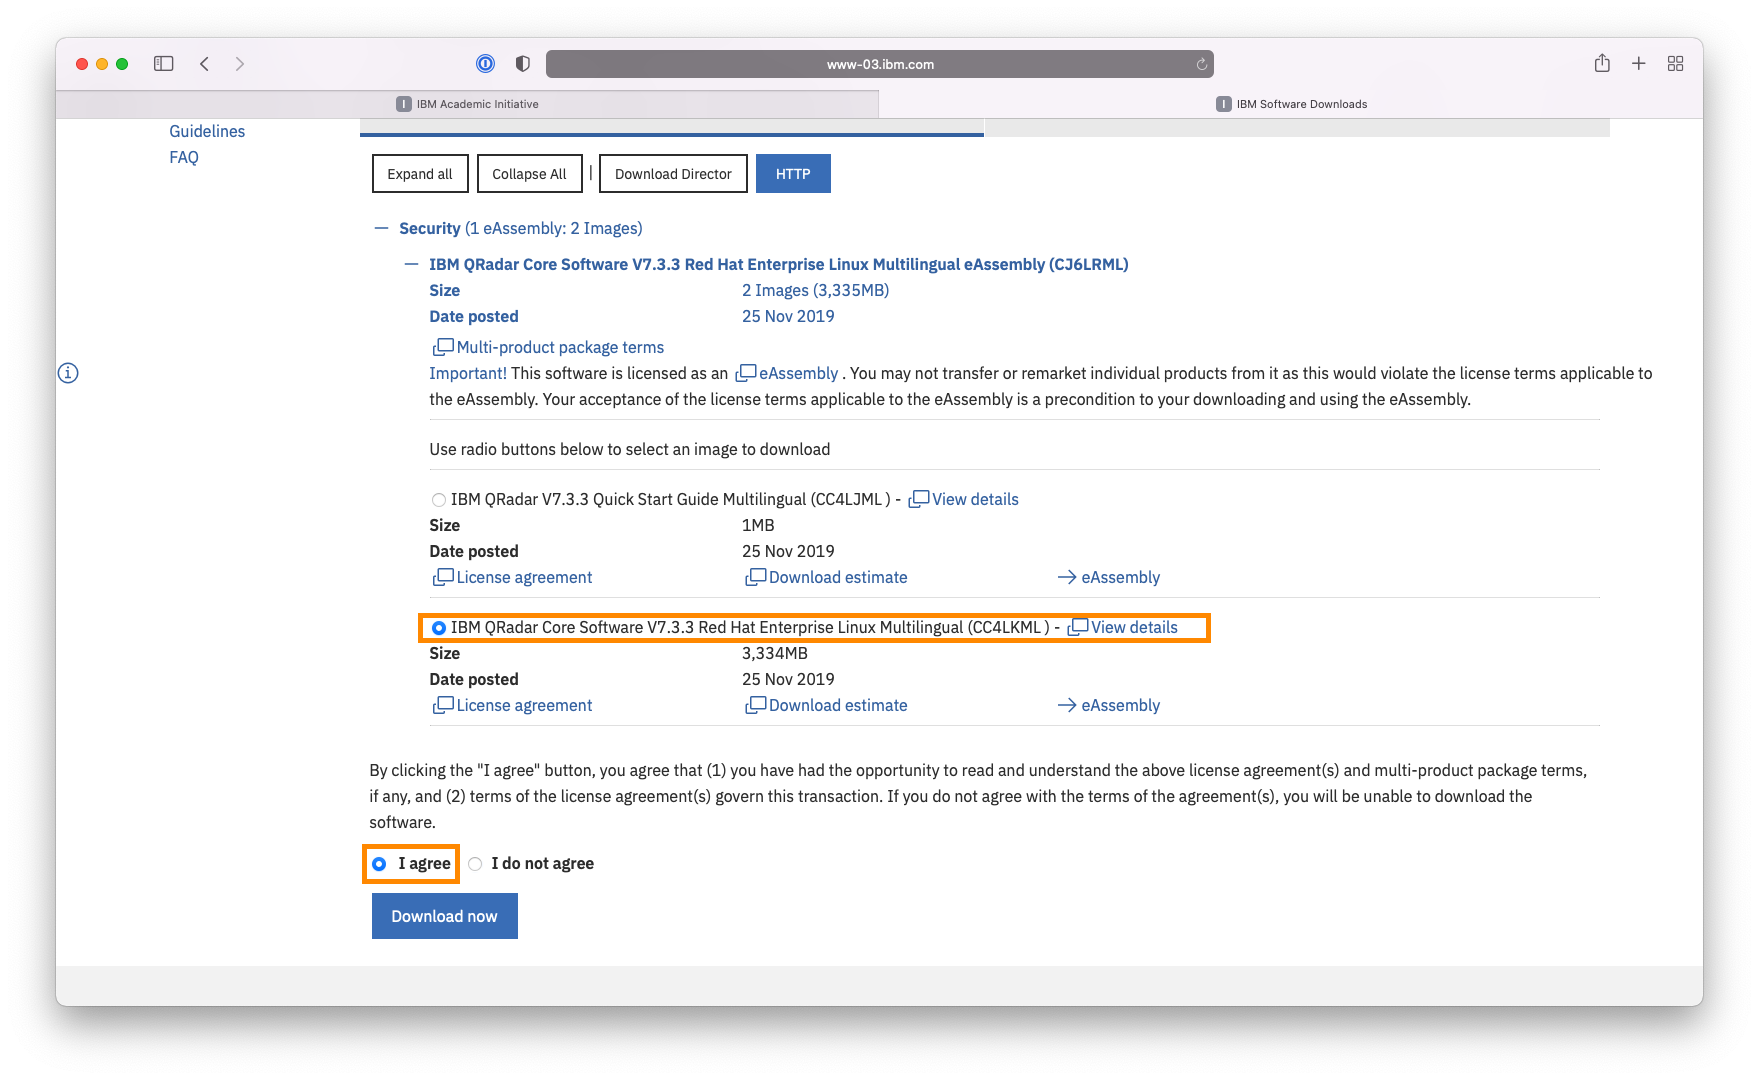 www-03.ibm.com
I IBM Academic Initiative
I IBM Software Downloads
Guidelines
FAQ
Expand all Collapse All | Download Director HTTP
— Security (1 eAssembly: 2 Images)
— IBM QRadar Core Software V7.3.3 Red Hat Enterprise Linux Multilingual eAssembly (CJ6LRML)
Size 2 Images (3,335MB)
Date posted 25 Nov 2019
Multi-product package terms
Important! This software is licensed as an eAssembly . You may not transfer or remarket individual products from it as this would violate the license terms applicable to
the eAssembly. Your acceptance of the license terms applicable to the eAssembly is a precondition to your downloading and using the eAssembly.
Use radio buttons below to select an image to download
IBM QRadar V7.3.3 Quick Start Guide Multilingual (CC4LJML ) - View details
Size 1MB
Date posted 25 Nov 2019
License agreement Download estimate → eAssembly
IBM QRadar Core Software V7.3.3 Red Hat Enterprise Linux Multilingual (CC4LKML ) - View details
Size 3,334MB
Date posted 25 Nov 2019
License agreement Download estimate → eAssembly
By clicking the "I agree" button, you agree that (1) you have had the opportunity to read and understand the above license agreement(s) and multi-product package terms,
if any, and (2) terms of the license agreement(s) govern this transaction. If you do not agree with the terms of the agreement(s), you will be unable to download the
software.
I agree I do not agree
Download now